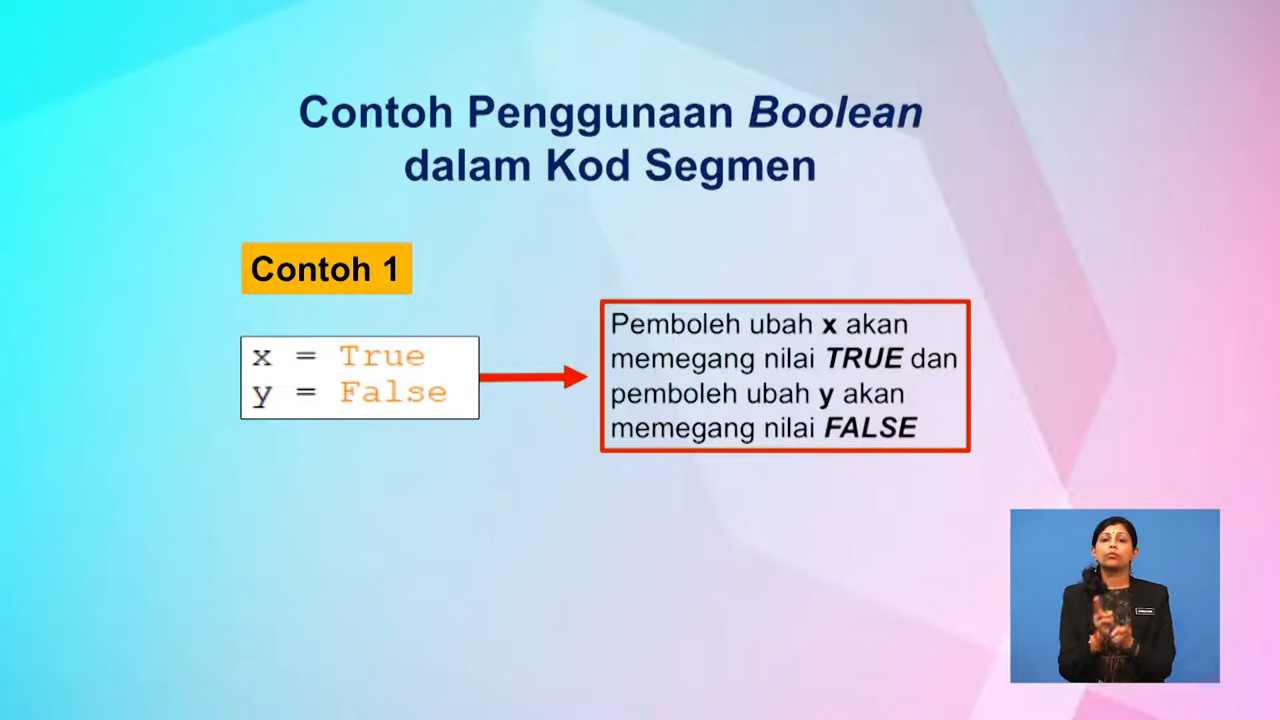 Contoh Penggunaan Boolean
dalam Kod Segmen
Contoh 1
x = True
y = False
Pemboleh ubah x akan
memegang nilai TRUE dan
pemboleh ubah y akan
memegang nilai FALSE